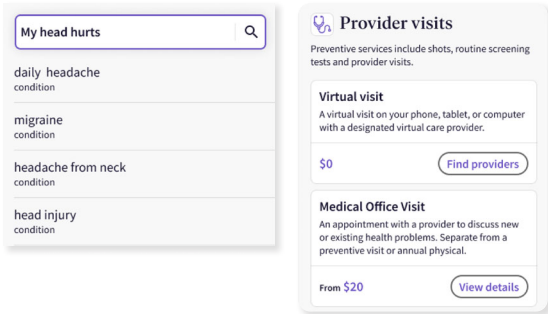 My head hurts
daily headache
condition
migraine
condition
headache from neck
condition
head injury
condition
Provider visits
Preventive services include shots, routine screening
tests and provider visits.
Virtual visit
A virtual visit on your phone, tablet, or computer
with a designated virtual care provider.
$0
Find providers
Medical Office Visit
An appointment with a provider to discuss new
or existing health problems. Separate from a
preventive visit or annual physical.
From $20
View details